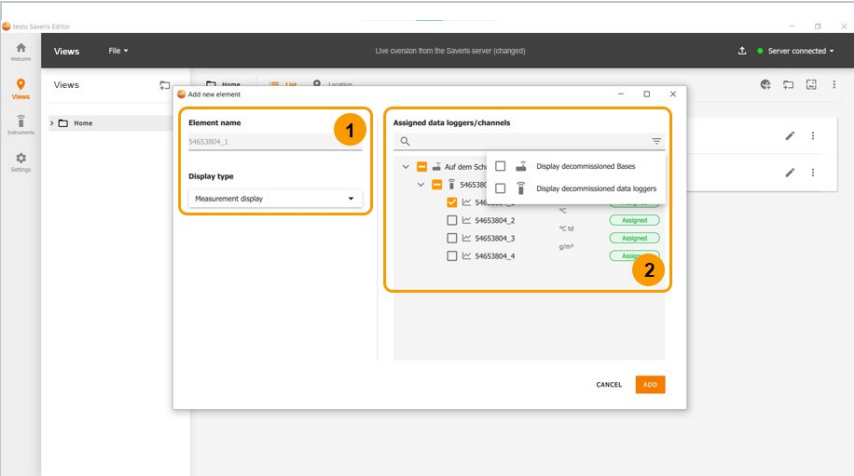 testo Saveris Editor
Welcome
Views
Instruments
Settings
Views
File
Live oversion from the Saveris server (changed)
Server connected
Views
Home
Home
List
Location
Add new element
Element name
1
54653804_1
Display type
Measurement display
Assigned data loggers/channels
Auf dem Sch
Display decommissioned Bases
546538
Display decommissioned data loggers
Assigned
°C
54653804_2
Assigned
°C td
54653804_3
Assigned
g/m³
54653804_4
2
CANCEL
ADD